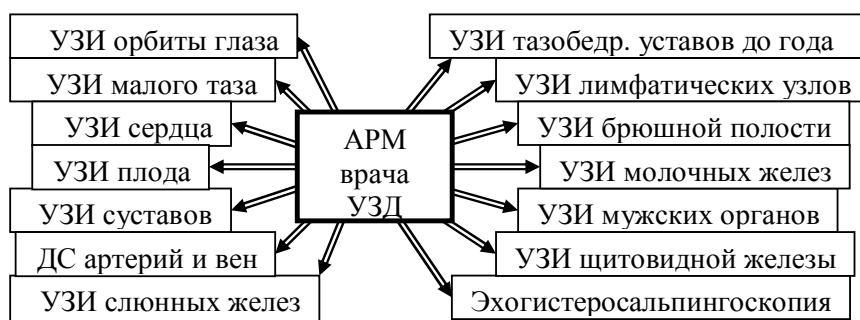 УЗИ орбиты глаза
УЗИ малого таза
УЗИ сердца
УЗИ плода
УЗИ суставов
ДС артерий и вен
УЗИ слюнных желез
АРМ
врача
УЗД
УЗИ тазобедр. уставов до года
УЗИ лимфатических узлов
УЗИ брюшной полости
УЗИ молочных желез
УЗИ мужских органов
УЗИ щитовидной железы
Эхогистеросальпингоскопия